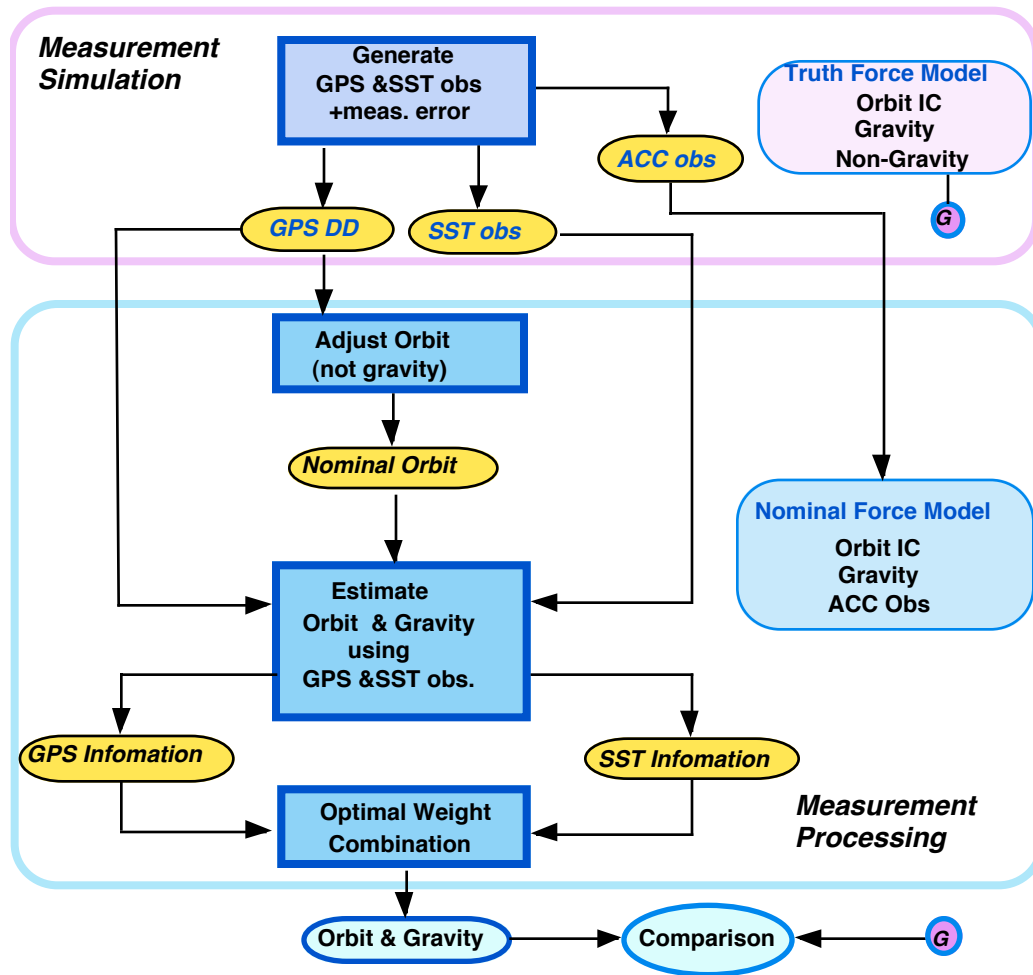 Measurement
Simulation
Generate
GPS &SST obs
+meas. error
Truth Force Model
Orbit IC
Gravity
Non-Gravity
ACC obs
G
GPS DD
SST obs
Adjust Orbit
(not gravity)
Nominal Orbit
Nominal Force Model
Orbit IC
Gravity
ACC Obs
Estimate
Orbit & Gravity
using
GPS &SST obs.
GPS Infomation
SST Infomation
Optimal Weight
Combination
Measurement
Processing
Orbit & Gravity
Comparison
G